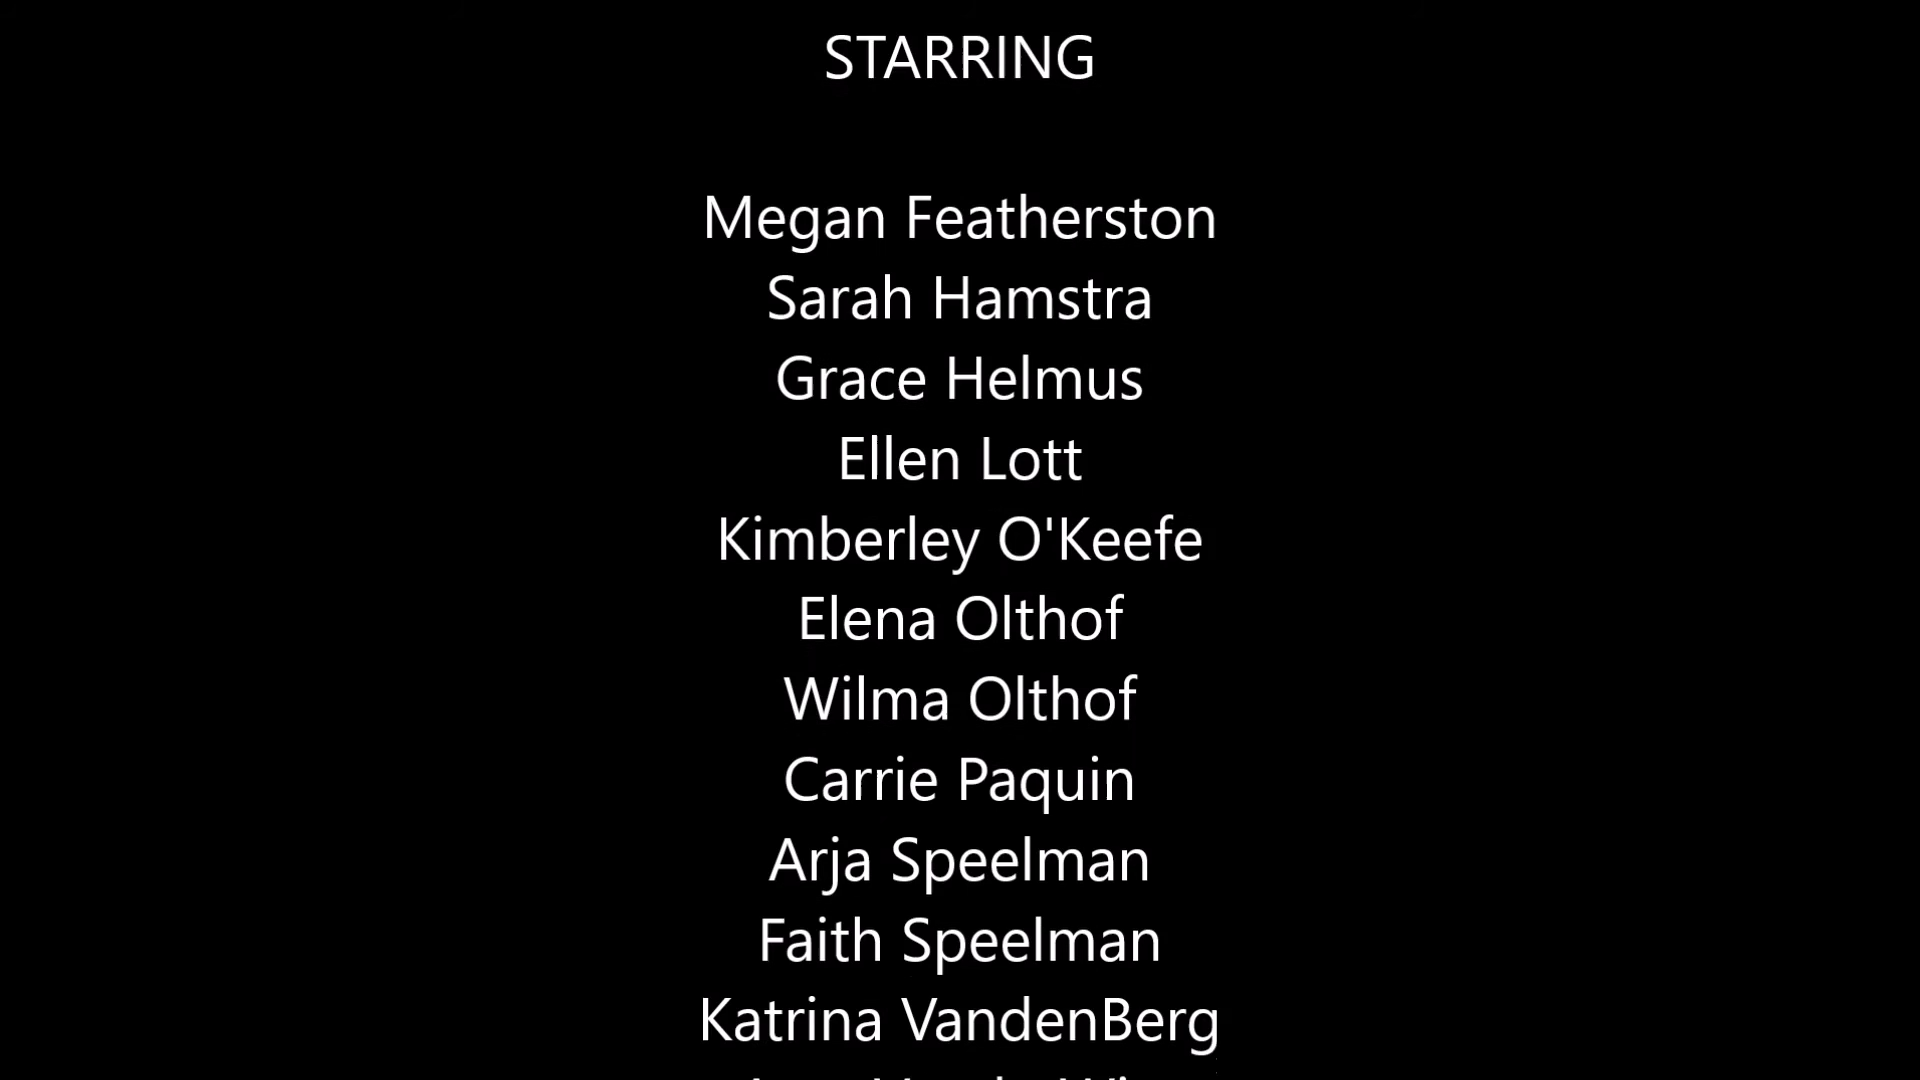 STARRING
Megan Featherston
Sarah Hamstra
Grace Helmus
Ellen Lott
Kimberley O'Keefe
Elena Olthof
Wilma Olthof
Carrie Paquin
Arja Speelman
Faith Speelman
Katrina VandenBerg